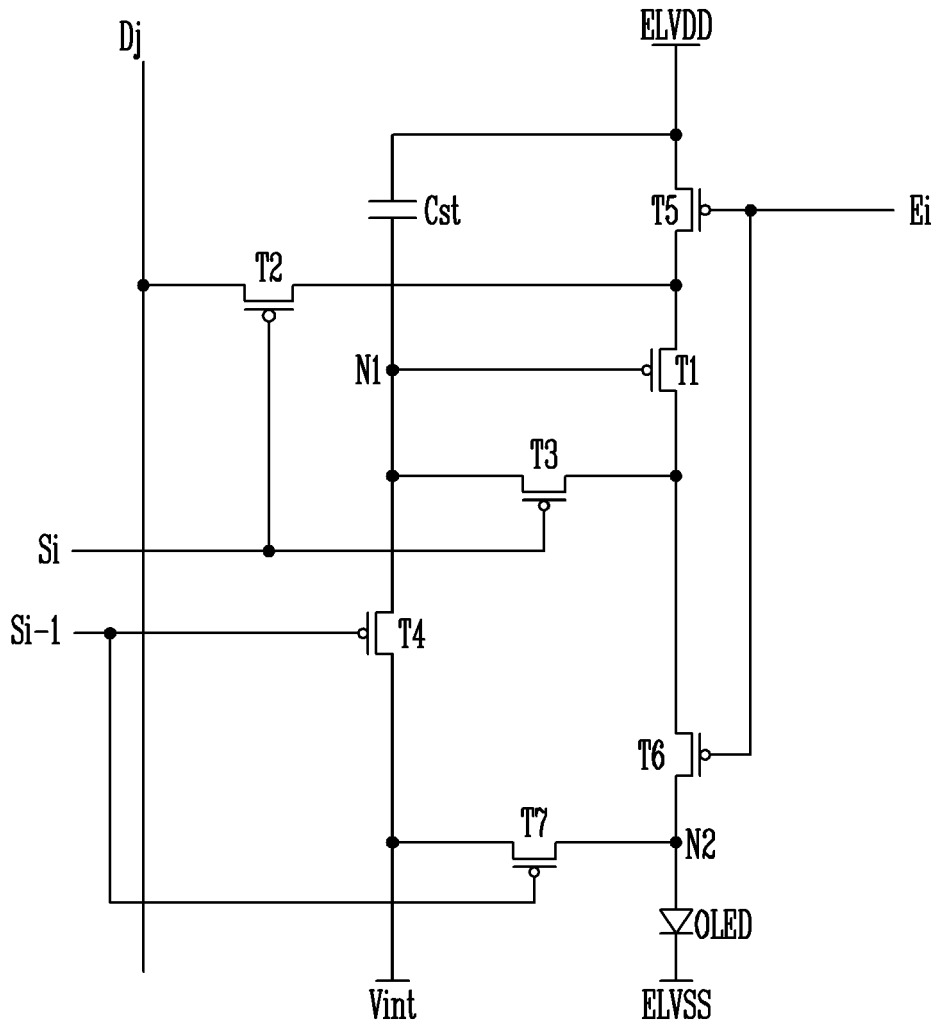 ELVDD
Dj
Cst
T5
Ei
T2
N1
T1
T3
Si
Si-1
T4
T6
T7
N2
OLED
Vint
ELVSS